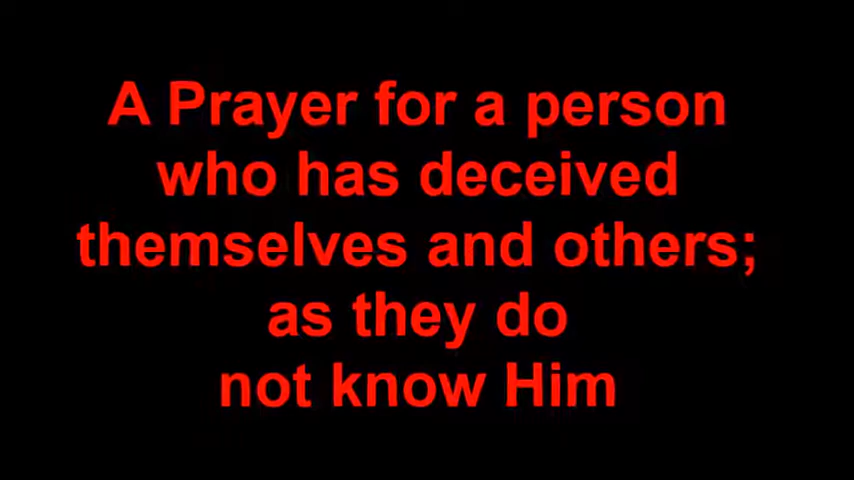 A Prayer for a person
who has deceived
themselves and others;
as they do
not know Him